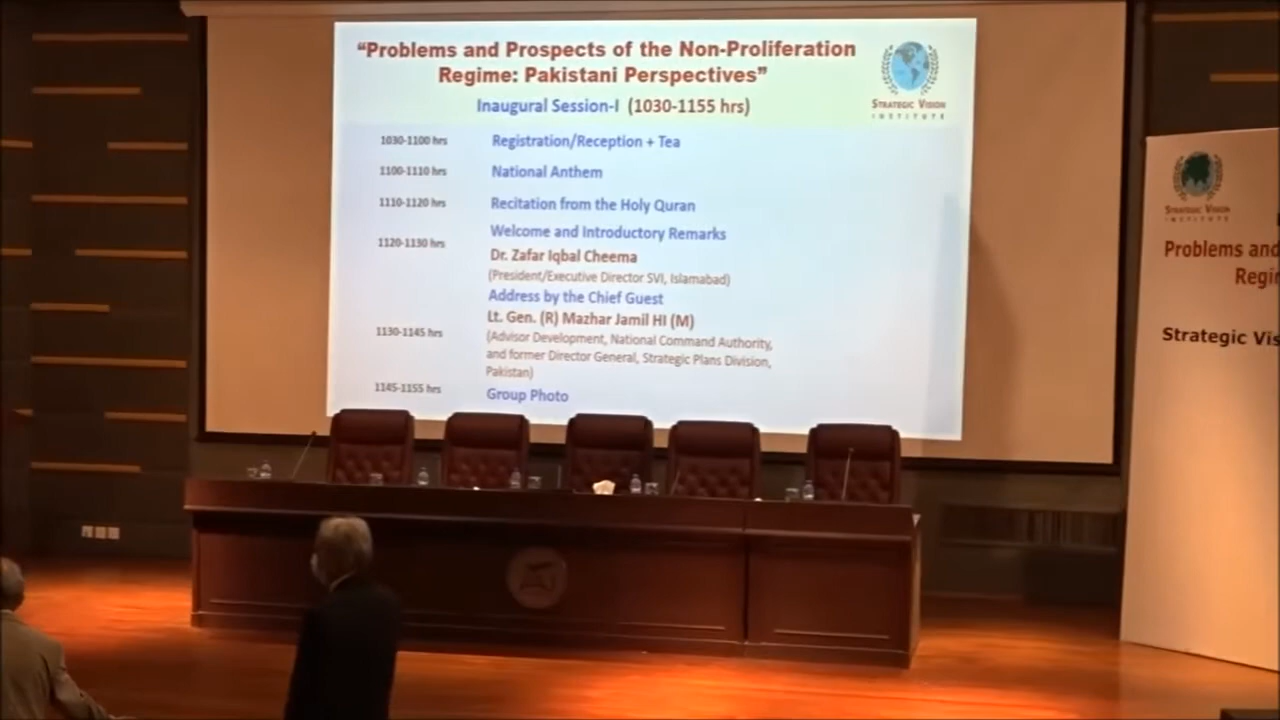 “Problems and Prospects of the Non-Proliferation
Regime: Pakistani Perspectives”
STRATEGIC VISION
INSTITUTE
Inaugural Session-I (1030-1155 hrs)
1030-1100 hrs Registration/Reception + Tea
1100-1110 hrs National Anthem
1110-1120 hrs Recitation from the Holy Quran
Welcome and Introductory Remarks
1120-1130 hrs
Dr. Zafar Iqbal Cheema
(President/Executive Director SVI, Islamabad)
Address by the Chief Guest
Lt. Gen. (R) Mazhar Jamil HI (M)
1130-1145 hrs
(Advisor Development, National Command Authority,
and former Director General, Strategic Plans Division,
Pakistan)
1145-1155 hrs Group Photo
STRATEGIC VISION
INSTITUTE
Problems and
Regi
Strategic Vis